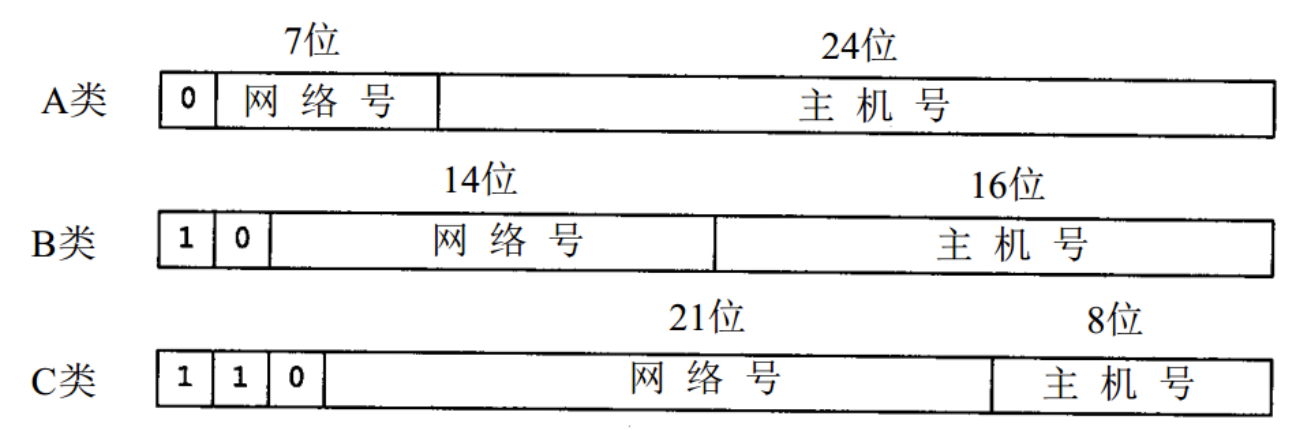 7位 24位
A类 0 网络号 主机号
14位 16位
B类 1 0 网络号 主机号
21位 8位
C类 1 1 0 网络号 主机号